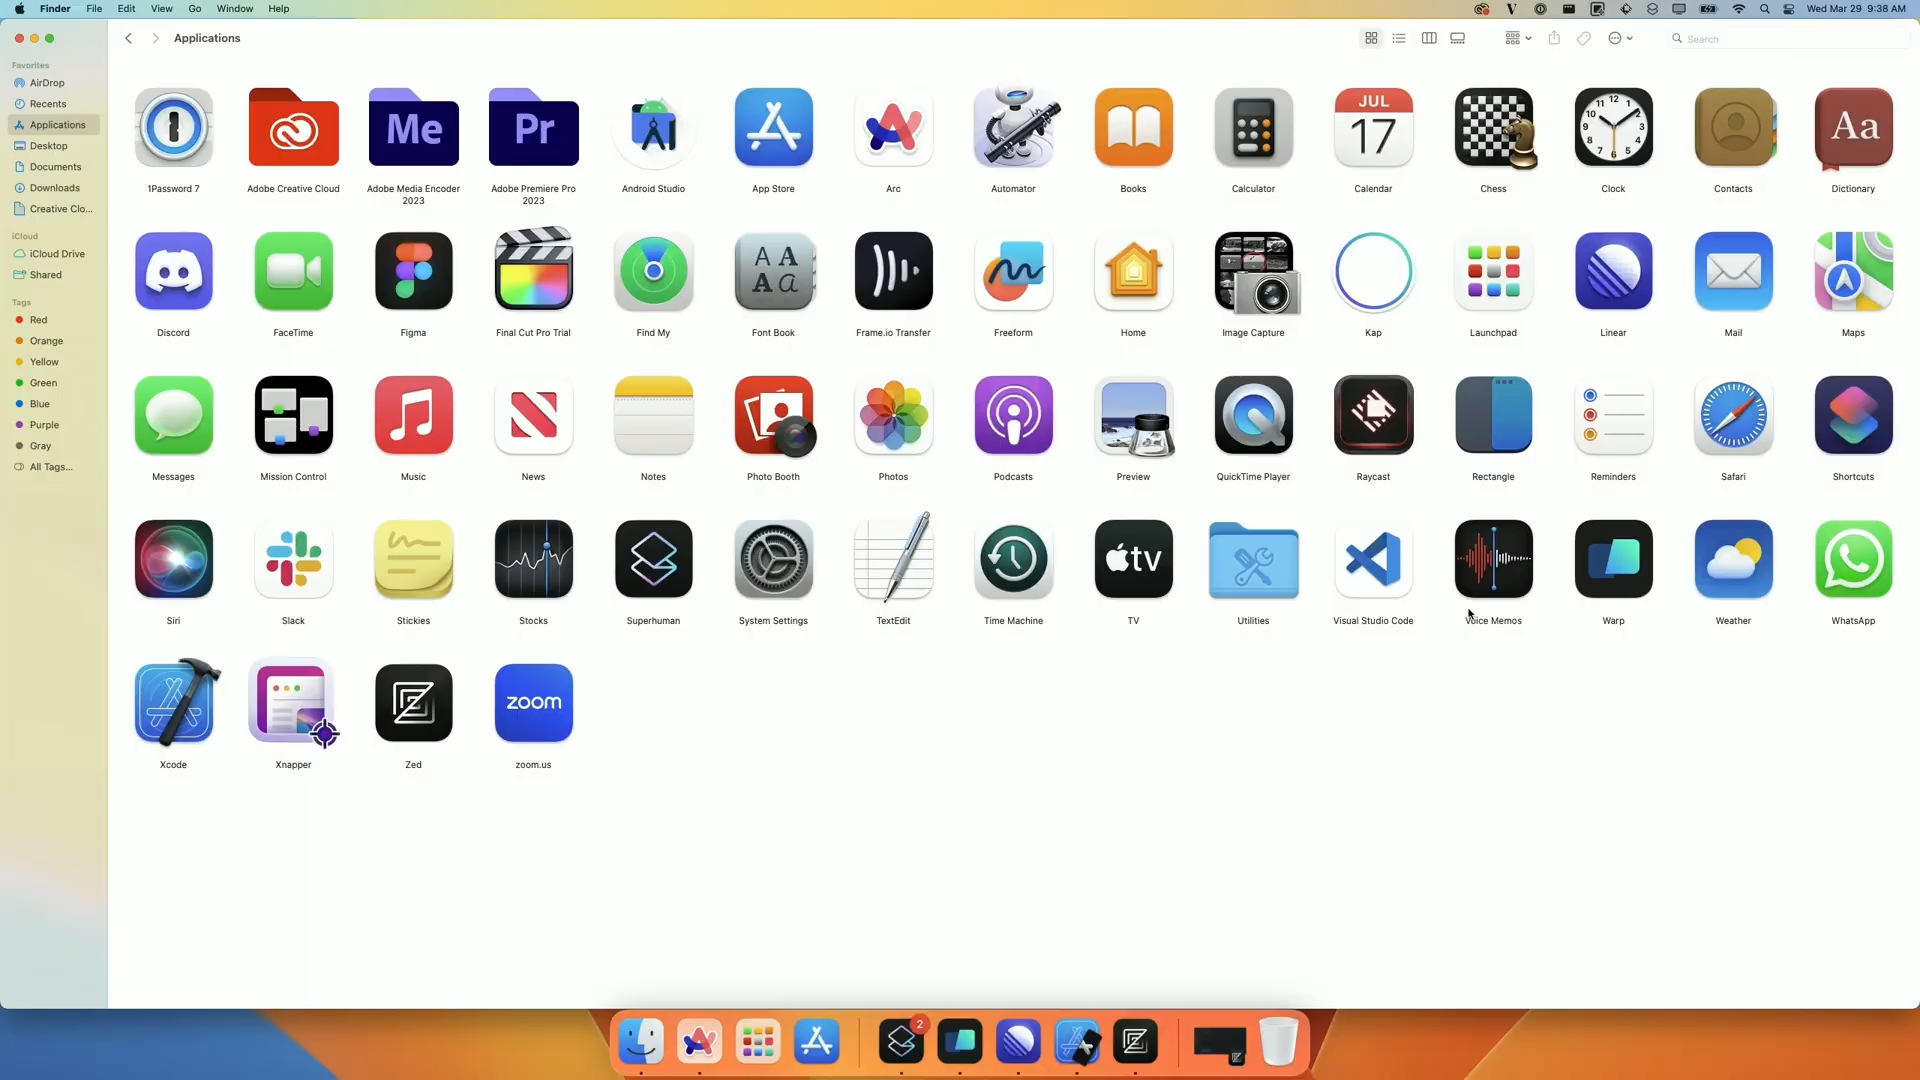 Finder File Edit View Go Window Help
Wed Mar 29 9:38 AM
Applications
Search
Favorites
AirDrop
Recents
Applications
Desktop
Documents
Downloads
Creative Clo...
iCloud
iCloud Drive
Shared
Tags
Red
Orange
Yellow
Green
Blue
Purple
Gray
All Tags...
Me Pr JUL 17 Aa
1Password 7 Adobe Creative Cloud Adobe Media Encoder 2023 Adobe Premiere Pro 2023 Android Studio App Store Arc Automator Books Calculator Calendar Chess Clock Contacts Dictionary
Discord FaceTime Figma Final Cut Pro Trial Find My Font Book Frame.io Transfer Freeform Home Image Capture Kap Launchpad Linear Mail Maps
Messages Mission Control Music News Notes Photo Booth Photos Podcasts Preview QuickTime Player Raycast Rectangle Reminders Safari Shortcuts
tv
Siri Slack Stickies Stocks Superhuman System Settings TextEdit Time Machine TV Utilities Visual Studio Code Voice Memos Warp Weather WhatsApp
zoom
Xcode Xnapper Zed zoom.us
2